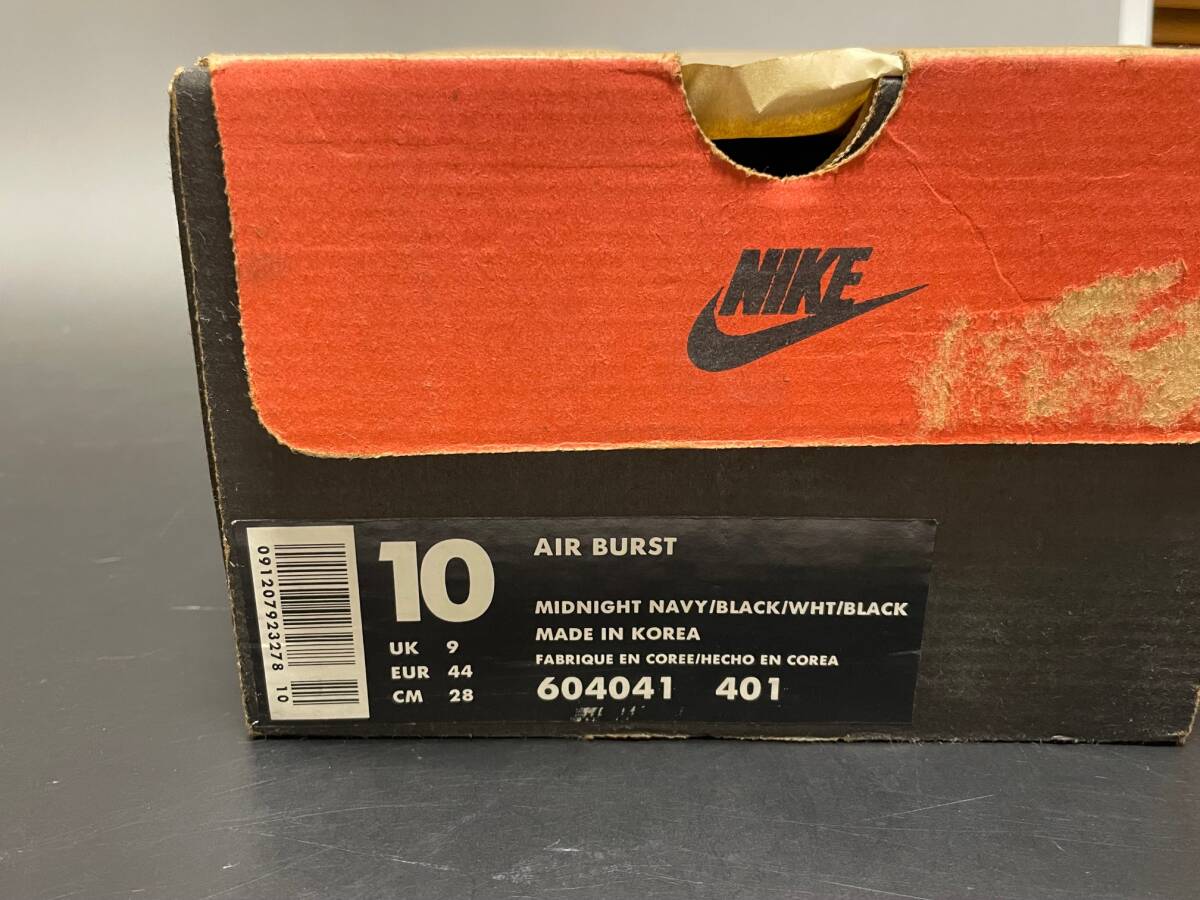 NIKE
10
AIR BURST
MIDNIGHT NAVY/BLACK/WHT/BLACK
UK 9
MADE IN KOREA
EUR 44
FABRIQUE EN COREE/HECHO EN COREA
CM 28
604041 401
091207923278 10